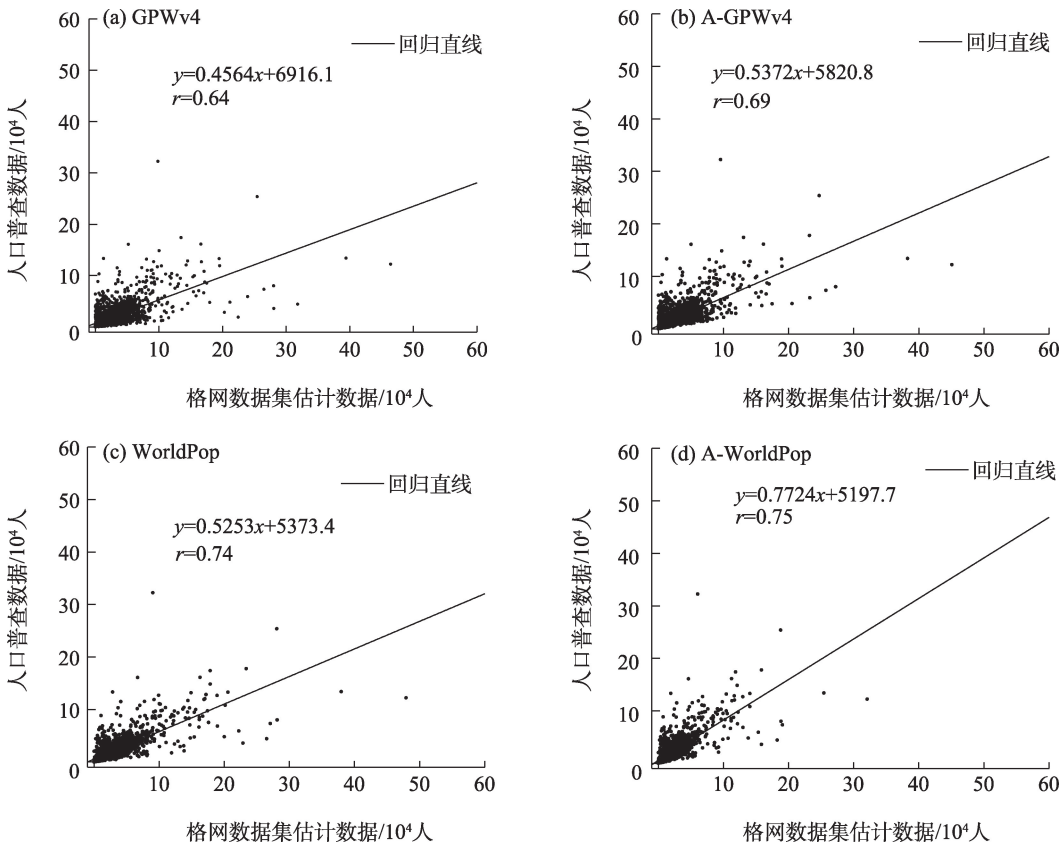 (a) GPWv4
回归直线
y=0.4564x+6916.1
r=0.64
人口普查数据/10⁴人
60
50
40
30
20
10
0
10 20 30 40 50 60
格网数据集估计数据/10⁴人
(b) A-GPWv4
回归直线
y=0.5372x+5820.8
r=0.69
人口普查数据/10⁴人
60
50
40
30
20
10
0
10 20 30 40 50 60
格网数据集估计数据/10⁴人
(c) WorldPop
回归直线
y=0.5253x+5373.4
r=0.74
人口普查数据/10⁴人
60
50
40
30
20
10
0
10 20 30 40 50 60
格网数据集估计数据/10⁴人
(d) A-WorldPop
回归直线
y=0.7724x+5197.7
r=0.75
人口普查数据/10⁴人
60
50
40
30
20
10
0
10 20 30 40 50 60
格网数据集估计数据/10⁴人